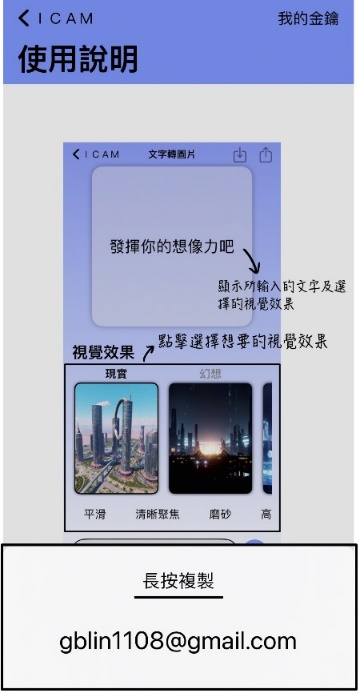 I CAM
我的金鑰
使用說明
I CAM 文字轉圖片
發揮你的想像力吧
顯示所輸入的文字及選
擇的視覺效果
點擊選擇想要的視覺效果
視覺效果
現實 幻想
平滑 清晰聚焦 磨砂 高
長按複製
gblin1108@gmail.com